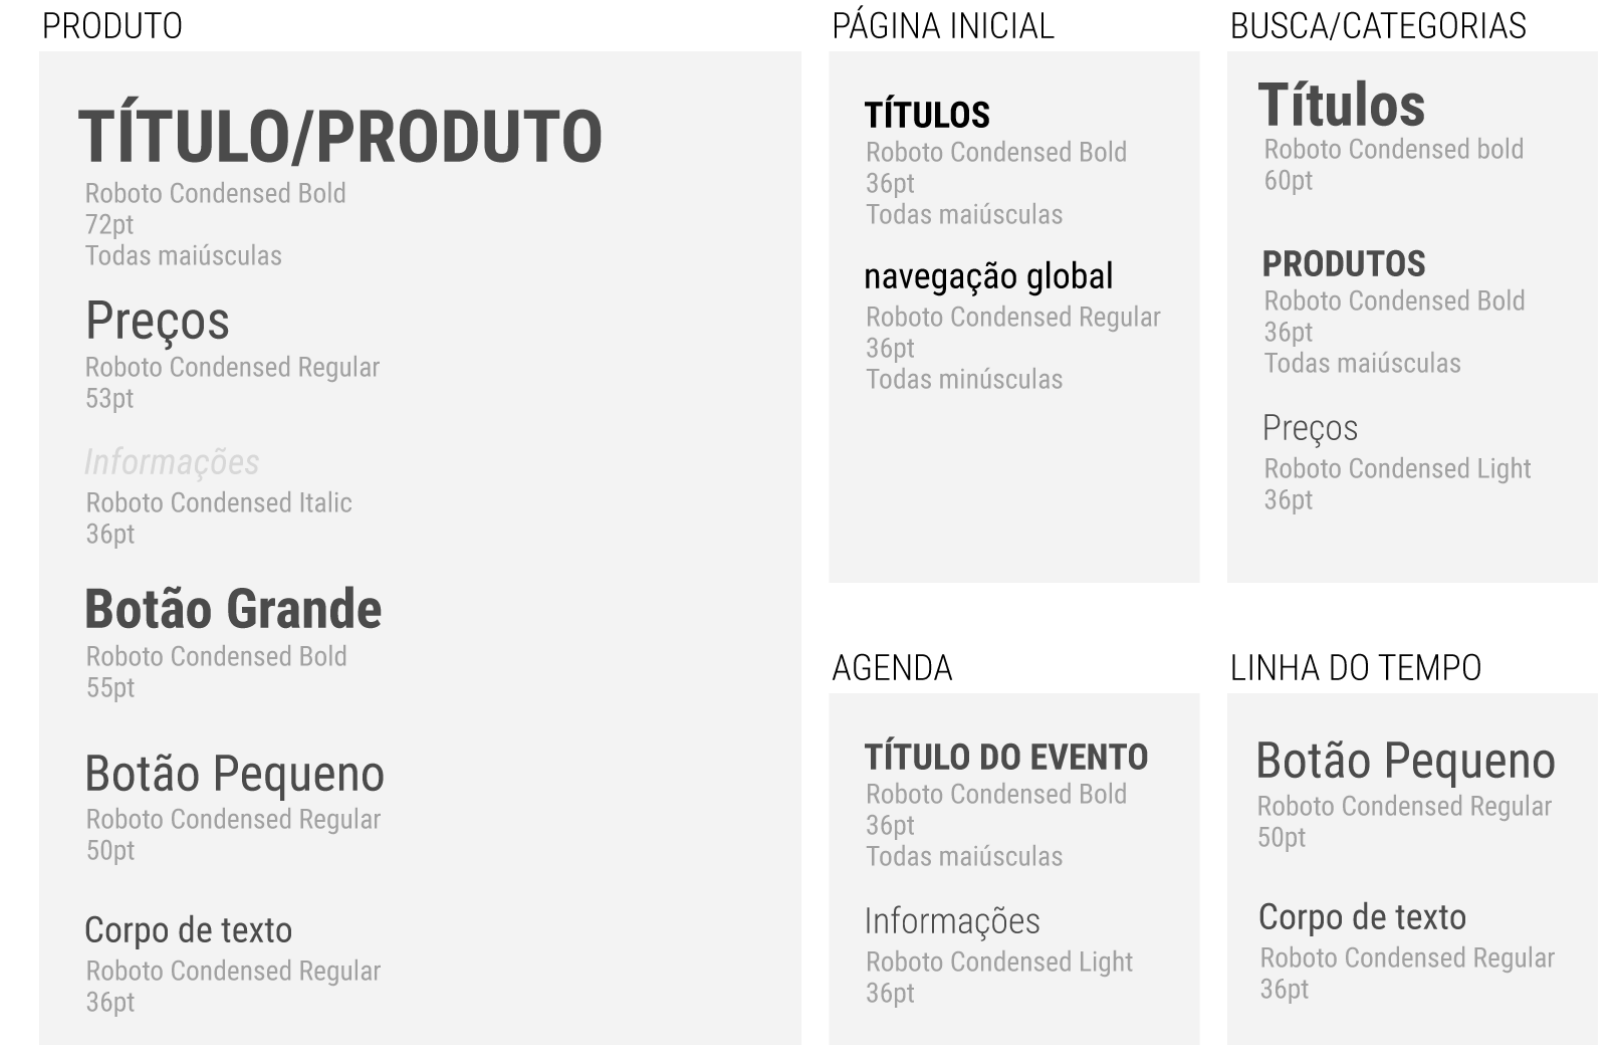 PRODUTO
TÍTULO/PRODUTO
Roboto Condensed Bold
72pt
Todas maiúsculas
Preços
Roboto Condensed Regular
53pt
Informações
Roboto Condensed Italic
36pt
Botão Grande
Roboto Condensed Bold
55pt
Botão Pequeno
Roboto Condensed Regular
50pt
Corpo de texto
Roboto Condensed Regular
36pt
PÁGINA INICIAL
TÍTULOS
Roboto Condensed Bold
36pt
Todas maiúsculas
navegação global
Roboto Condensed Regular
36pt
Todas minúsculas
BUSCA/CATEGORIAS
Títulos
Roboto Condensed bold
60pt
PRODUTOS
Roboto Condensed Bold
36pt
Todas maiúsculas
Preços
Roboto Condensed Light
36pt
AGENDA
TÍTULO DO EVENTO
Roboto Condensed Bold
36pt
Todas maiúsculas
Informações
Roboto Condensed Light
36pt
LINHA DO TEMPO
Botão Pequeno
Roboto Condensed Regular
50pt
Corpo de texto
Roboto Condensed Regular
36pt